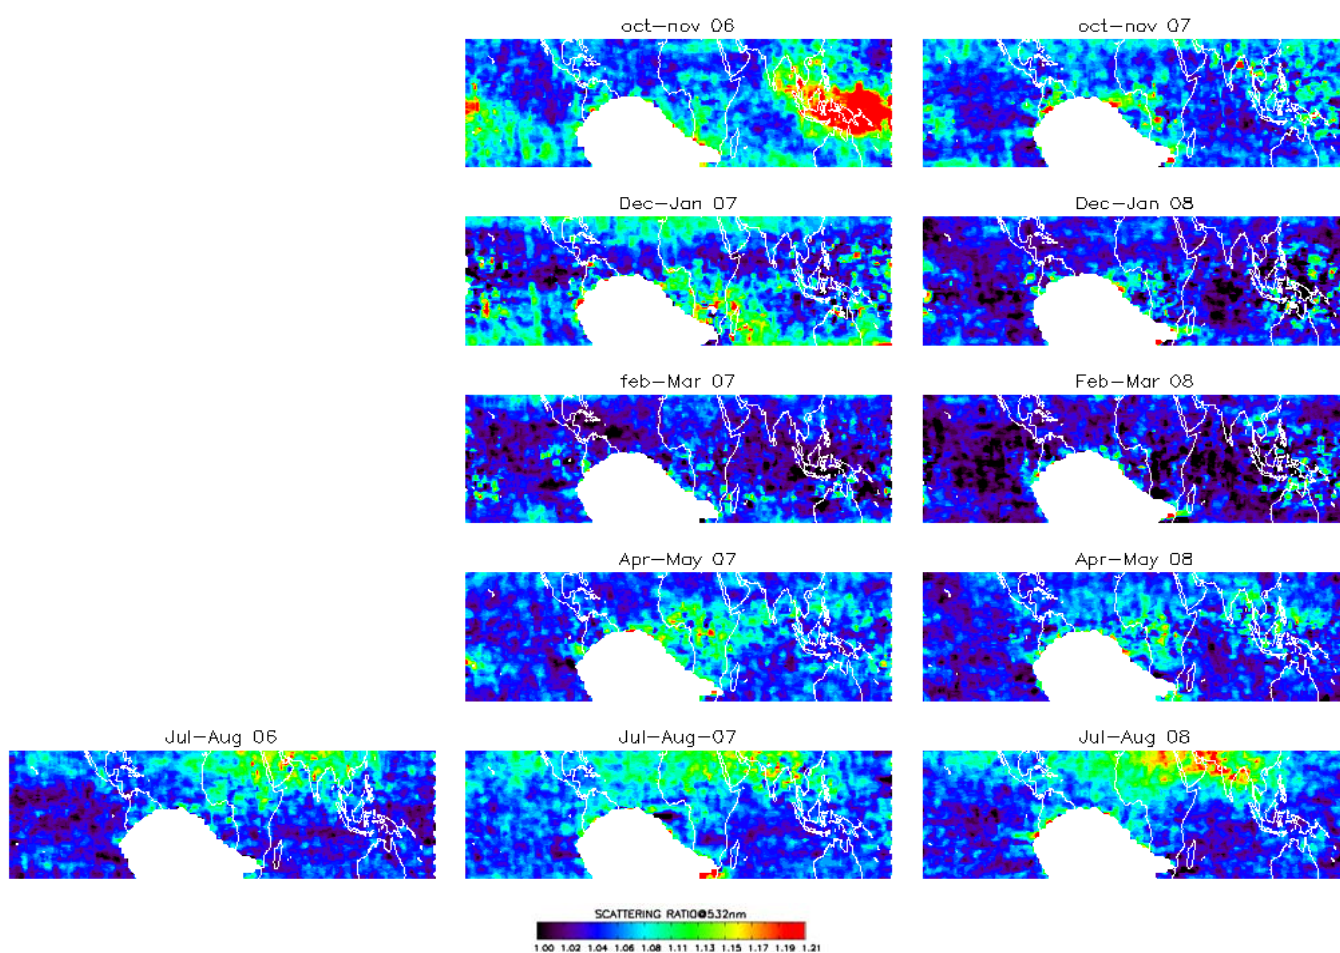 oct-nov 06
oct-nov 07
Dec-Jan 07
Dec-Jan 08
feb-Mar 07
Feb-Mar 08
Apr-May 07
Apr-May 08
Jul-Aug 06
Jul-Aug-07
Jul-Aug 08
SCATTERING RATIO@532nm
1.00 1.02 1.04 1.06 1.08 1.11 1.13 1.15 1.17 1.19 1.21